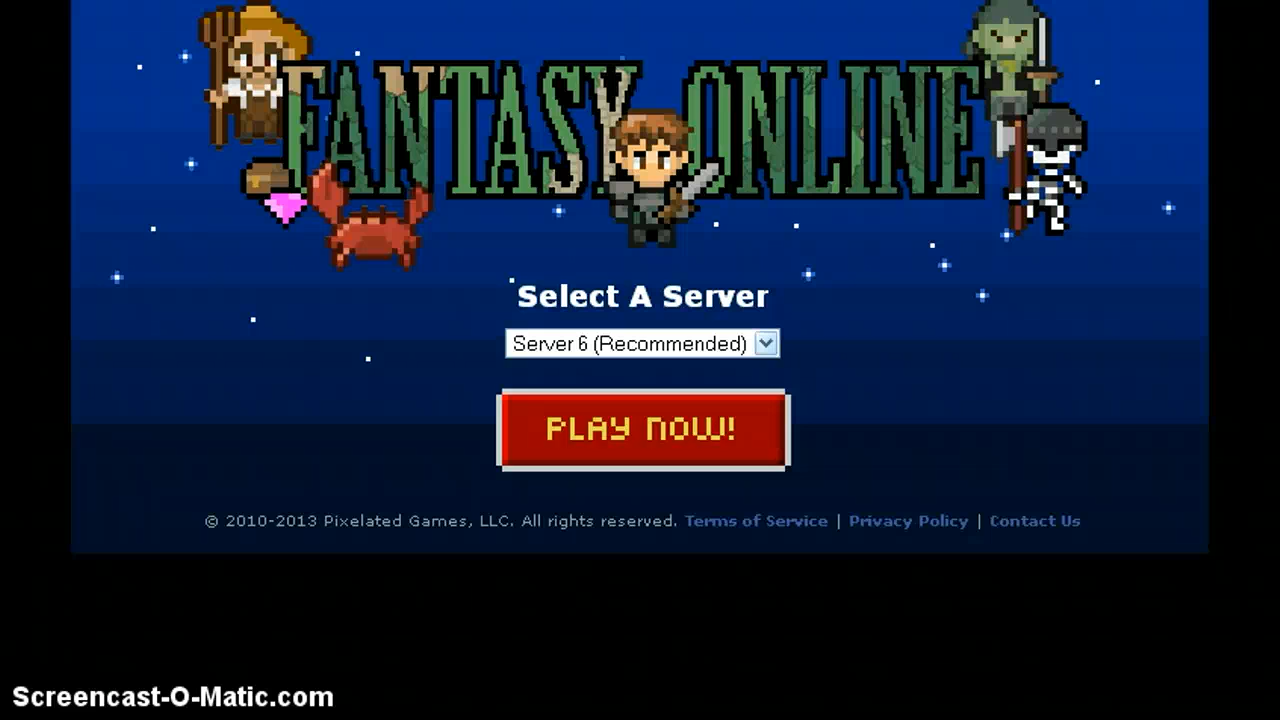 FANTASY ONLINE
Select A Server
Server 6 (Recommended)
PLAY NOW!
© 2010-2013 Pixelated Games, LLC. All rights reserved. Terms of Service | Privacy Policy | Contact Us
Screencast-O-Matic.com